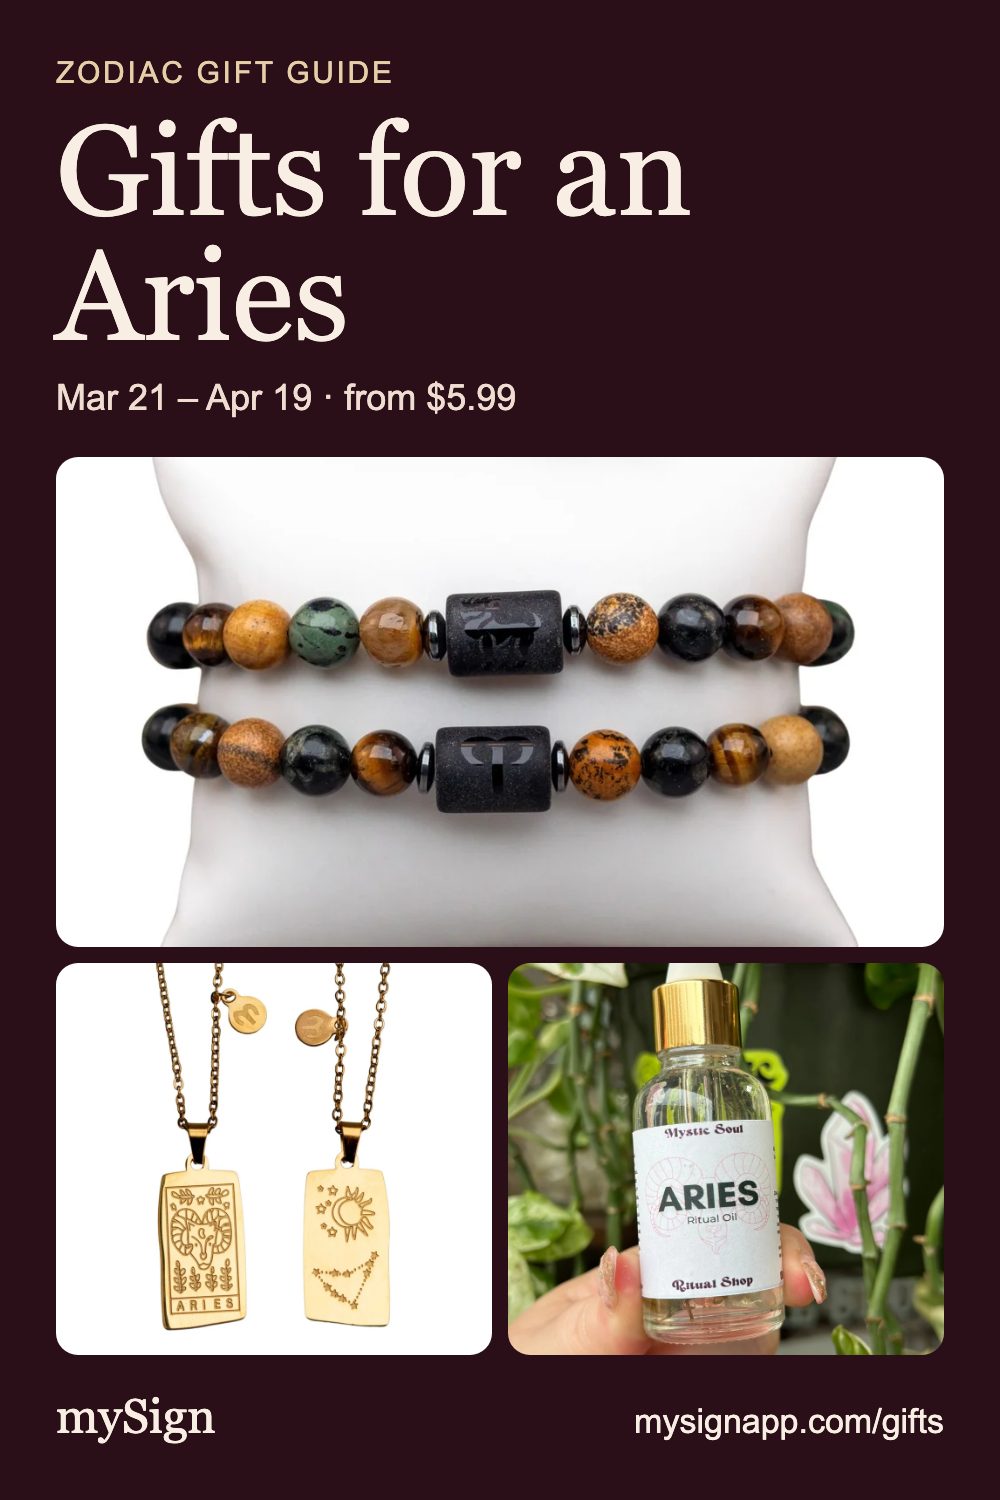 ZODIAC GIFT GUIDE
Gifts for an
Aries
Mar 21 – Apr 19 · from $5.99
ARIES
Mystic Soul
ARIES
Ritual Oil
Ritual Shop
mySign
mysignapp.com/gifts